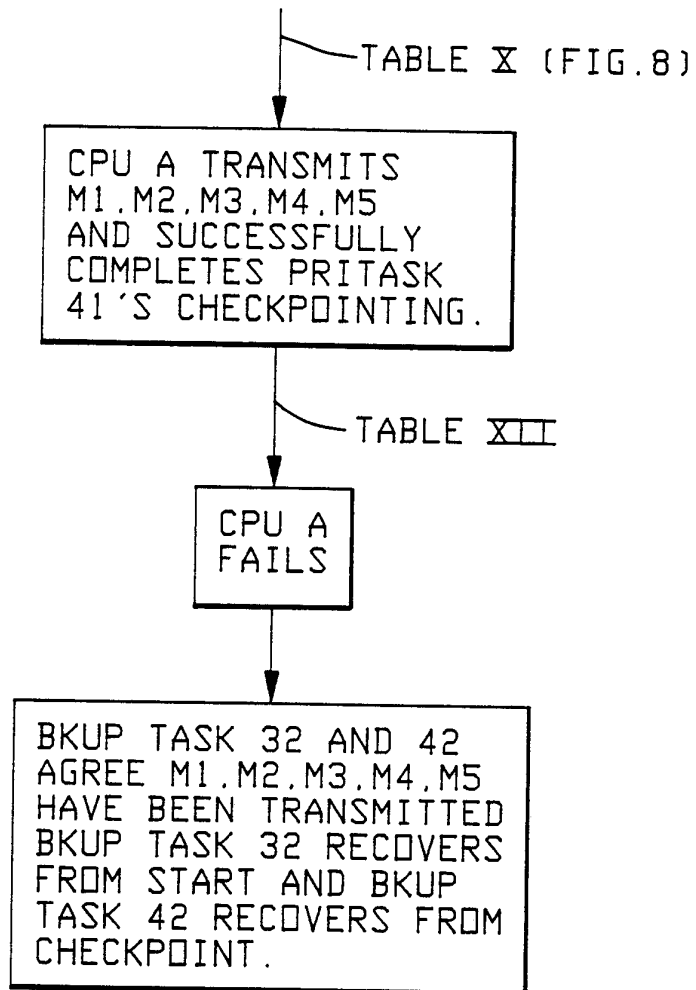 TABLE X (FIG.8)
CPU A TRANSMITS
M1,M2,M3,M4,M5
AND SUCCESSFULLY
COMPLETES PRITASK
41'S CHECKPOINTING.
TABLE XII
CPU A
FAILS
BKUP TASK 32 AND 42
AGREE M1,M2,M3,M4,M5
HAVE BEEN TRANSMITTED
BKUP TASK 32 RECOVERS
FROM START AND BKUP
TASK 42 RECOVERS FROM
CHECKPOINT.